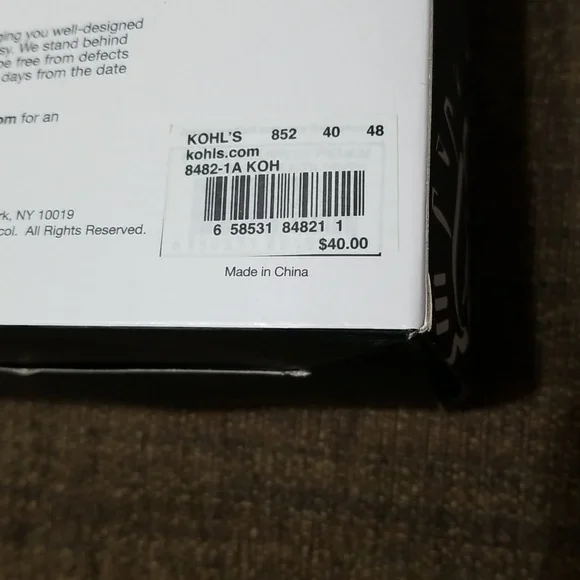 ging you well-designed
sy. We stand behind
be free from defects
days from the date
om for an
KOHL'S 852 40 48
kohls.com
8482-1A KOH
6 58531 84821 1
$40.00
rk, NY 10019
col. All Rights Reserved.
Made in China